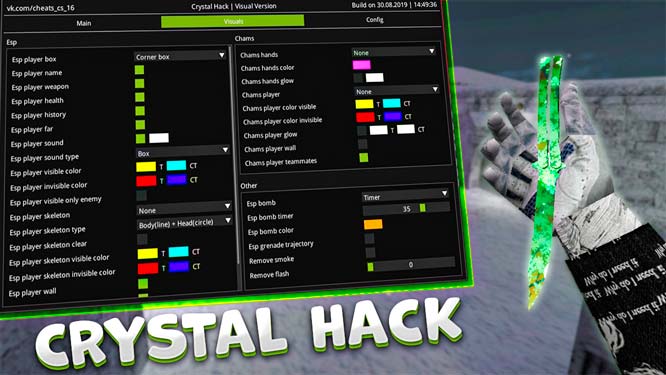 vk.com/cheats_cs_16
Crystal Hack | Visual Version
Build on 30.08.2019 | 14:49:36
Main
Visuals
Config
Esp
Esp player box
Corner box
Esp player name
Esp player weapon
Esp player health
Esp player history
Esp player far
Esp player sound
Esp player sound type
Box
Esp player visible color
T
CT
Esp player invisible color
T
CT
Esp player visible only enemy
Esp player skeleton
None
Esp player skeleton type
Body(line) + Head(circle)
Esp player skeleton clear
Esp player skeleton visible color
T
CT
Esp player skeleton invisible color
T
CT
Esp player wall
Chams
Chams hands
None
Chams hands color
Chams hands glow
Chams player
None
Chams player color visible
T
CT
Chams player color invisible
T
CT
Chams player glow
T
CT
Chams player wall
Chams player teammates
Other
Esp bomb
Timer
Esp bomb timer
35
Esp bomb color
Esp grenade trajectory
Remove smoke
Remove flash
0
CRYSTAL HACK